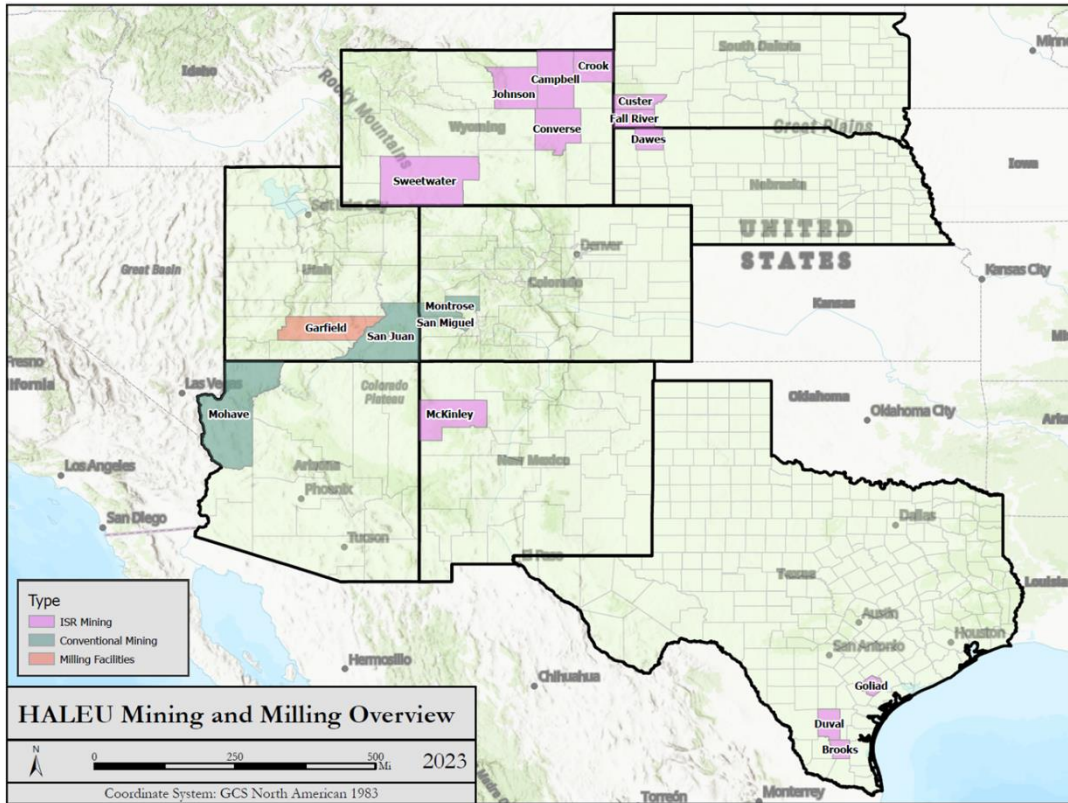 Minne
South Dakota
Idaho
Rocky Mountains
Crook
Campbell
Johnson
Custer
Fall River
Wyoming
Converse
Great Plains
Dawes
Iowa
Sweetwater
Nebraska
Salt Lake City
UNITED
STATES
Denver
Great Basin
Utah
Colorado
Kansas City
Kansas
Montrose
Garfield
San Miguel
San Juan
Fresno
lifornia
Las Vegas
Colorado
Plateau
Oklahoma
Mohave
McKinley
Oklahoma City
Arka
Los Angeles
Arizona
New Mexico
Phoenix
San Diego
Dallas
Tucson
El Paso
Texas
Louisia
Austin
Houston
San Antonio
Hermosillo
Chihuahua
Goliad
Duval
Brooks
Torreón
Monterrey
Type
ISR Mining
Conventional Mining
Milling Facilities
HALEU Mining and Milling Overview
N
0 250 500
Mi
2023
Coordinate System: GCS North American 1983